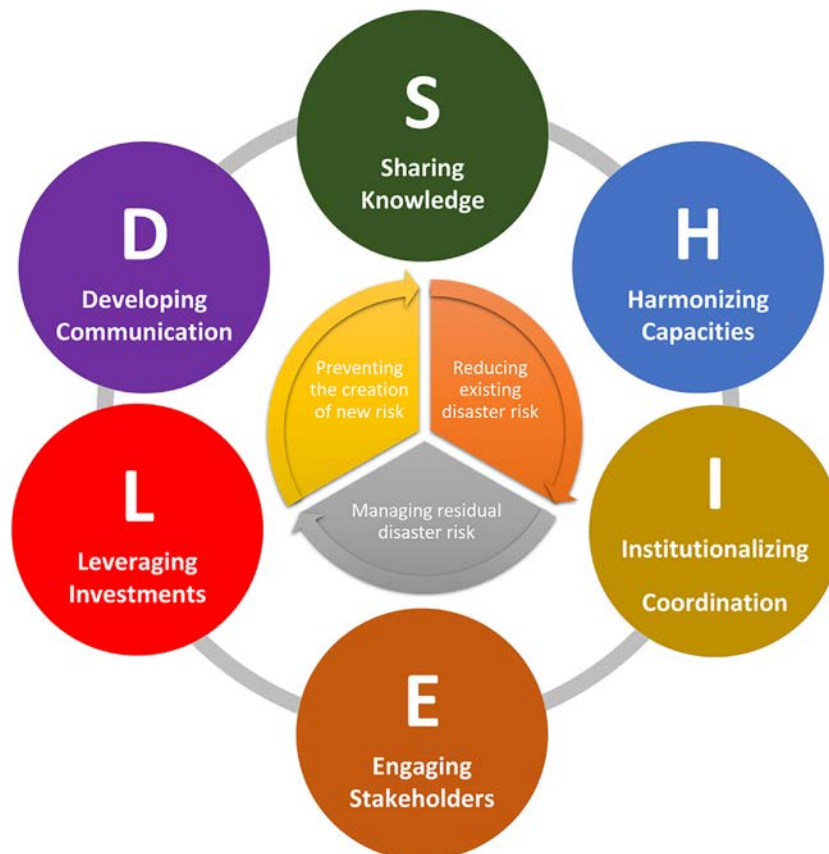 S
Sharing
Knowledge
H
Harmonizing
Capacities
I
Institutionalizing
Coordination
E
Engaging
Stakeholders
L
Leveraging
Investments
D
Developing
Communication
Preventing
the creation
of new risk
Reducing
existing
disaster risk
Managing residual
disaster risk